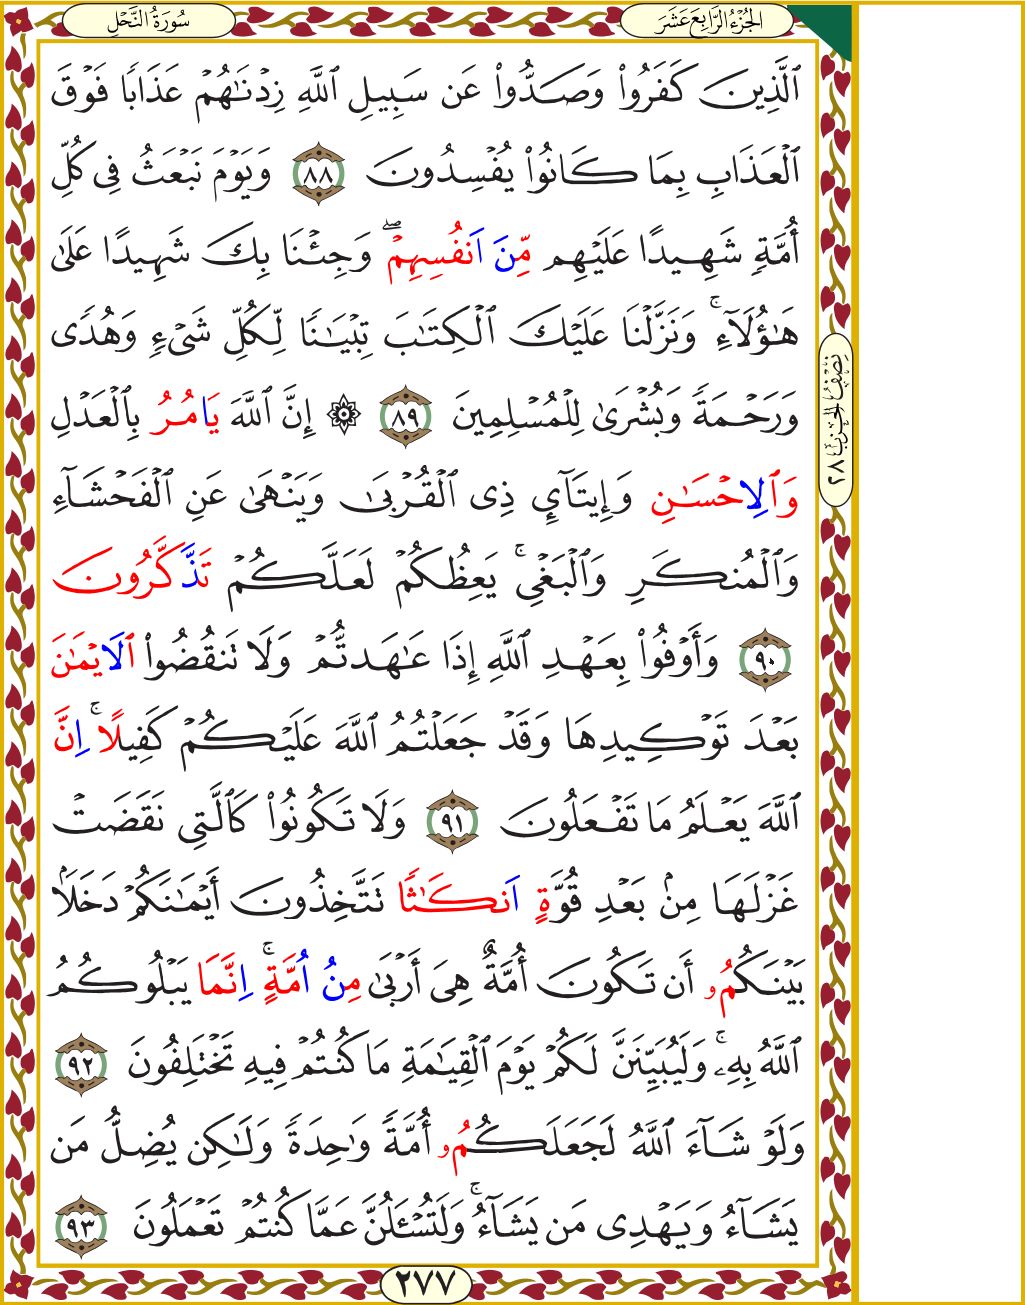 سُورَةُ النَّحْلِ
الجُزْءُ الرَّابِعَ عَشَرَ
ٱلَّذِينَ كَفَرُواْ وَصَدُّواْ عَن سَبِيلِ ٱللَّهِ زِدْنَٰهُمْ عَذَابٗا فَوْقَ
ٱلْعَذَابِ بِمَا كَانُواْ يُفْسِدُونَ ٨٨ وَيَوْمَ نَبْعَثُ فِي كُلِّ
أُمَّةٖ شَهِيدًا عَلَيْهِم مِّنَ اَنفُسِهِمْۖ وَجِئْنَا بِكَ شَهِيدًا عَلَىٰ
هَٰٓؤُلَآءِۚ وَنَزَّلْنَا عَلَيْكَ ٱلْكِتَٰبَ تِبْيَٰنٗا لِّكُلِّ شَيْءٖ وَهُدٗى
وَرَحْمَةٗ وَبُشْرَىٰ لِلْمُسْلِمِينَ ٨٩ ۞ إِنَّ ٱللَّهَ يَامُرُ بِٱلْعَدْلِ
وَٱلِاحْسَٰنِ وَإِيتَآيِٕ ذِي ٱلْقُرْبَىٰ وَيَنْهَىٰ عَنِ ٱلْفَحْشَآءِ
وَٱلْمُنكَرِ وَٱلْبَغْيِۚ يَعِظُكُمْ لَعَلَّكُمْ تَذَّكَّرُونَ
٩٠ وَأَوْفُواْ بِعَهْدِ ٱللَّهِ إِذَا عَٰهَدتُّمْ وَلَا تَنقُضُواْ ٱلَايْمَٰنَ
بَعْدَ تَوْكِيدِهَا وَقَدْ جَعَلْتُمُ ٱللَّهَ عَلَيْكُمْ كَفِيلًاۚ اِنَّ
ٱللَّهَ يَعْلَمُ مَا تَفْعَلُونَ ٩١ وَلَا تَكُونُواْ كَٱلَّتِي نَقَضَتْ
غَزْلَهَا مِنۢ بَعْدِ قُوَّةٍ اَنكَٰثٗا تَتَّخِذُونَ أَيْمَٰنَكُمْ دَخَلَۢا
بَيْنَكُمُۥ أَن تَكُونَ أُمَّةٌ هِيَ أَرْبَىٰ مِنُ اُمَّةٍۚ اِنَّمَا يَبْلُوكُمُ
ٱللَّهُ بِهِۦۚ وَلَيُبَيِّنَنَّ لَكُمْ يَوْمَ ٱلْقِيَٰمَةِ مَا كُنتُمْ فِيهِ تَخْتَلِفُونَ ٩٢
وَلَوْ شَآءَ ٱللَّهُ لَجَعَلَكُمُۥ أُمَّةٗ وَٰحِدَةٗ وَلَٰكِن يُضِلُّ مَن
يَشَآءُ وَيَهْدِي مَن يَشَآءُۚ وَلَتُسْـَٔلُنَّ عَمَّا كُنتُمْ تَعْمَلُونَ ٩٣
نِصْفُ الحِزْبِ ٢٨
٢٧٧